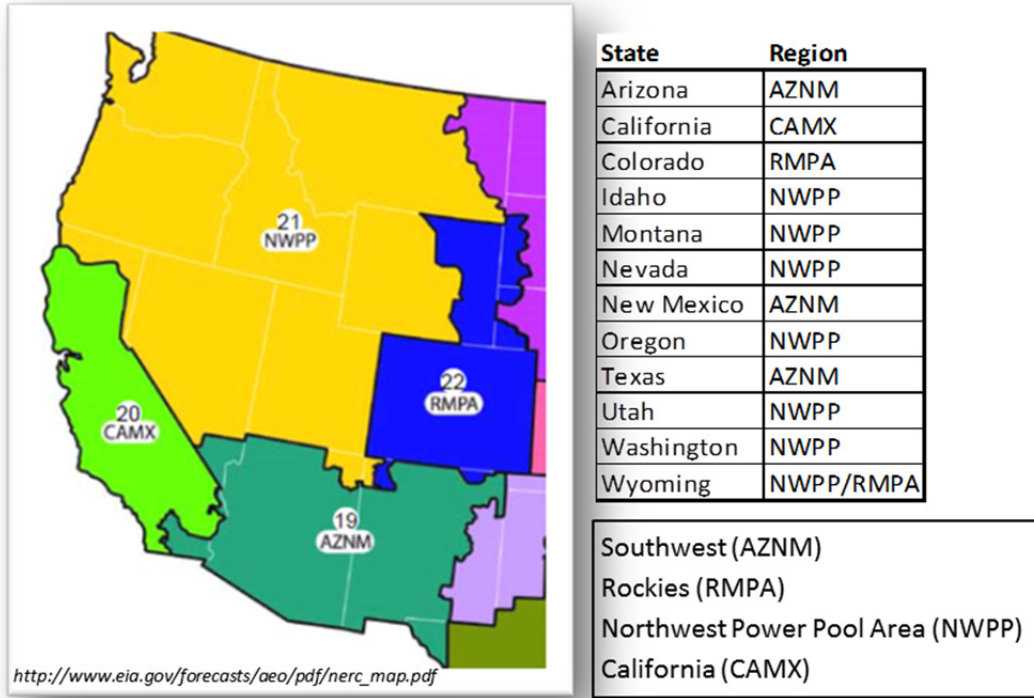 21
NWPP
22
RMPA
20
CAMX
19
AZNM
http://www.eia.gov/forecasts/aeo/pdf/nerc_map.pdf
State Region
Arizona AZNM
California CAMX
Colorado RMPA
Idaho NWPP
Montana NWPP
Nevada NWPP
New Mexico AZNM
Oregon NWPP
Texas AZNM
Utah NWPP
Washington NWPP
Wyoming NWPP/RMPA
Southwest (AZNM)
Rockies (RMPA)
Northwest Power Pool Area (NWPP)
California (CAMX)